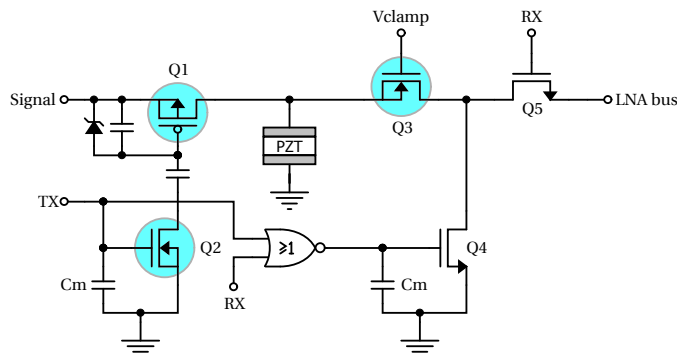 Vclamp
RX
Q1
Signal
Q3
Q5
LNA bus
PZT
TX
Q2
≥1
Q4
Cm
RX
Cm